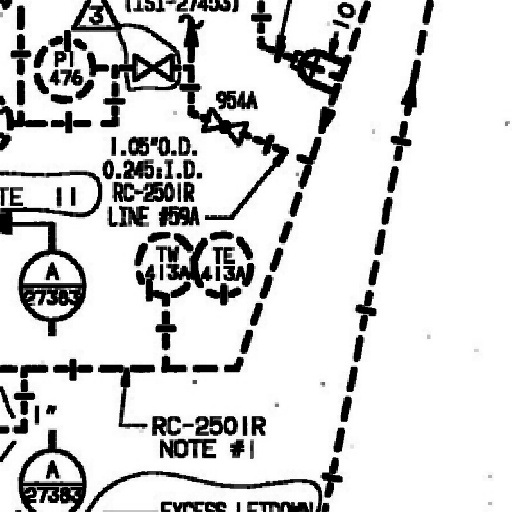 (ISI-27453)
3
10
PI
476
954A
1.05"O.D.
0.245:I.D.
RC-2501R
LINE #59A
TE 11
TW
413A
TE
413A
A
27383
1"
RC-2501R
NOTE #1
A
27383
EXCESS LETDOWN